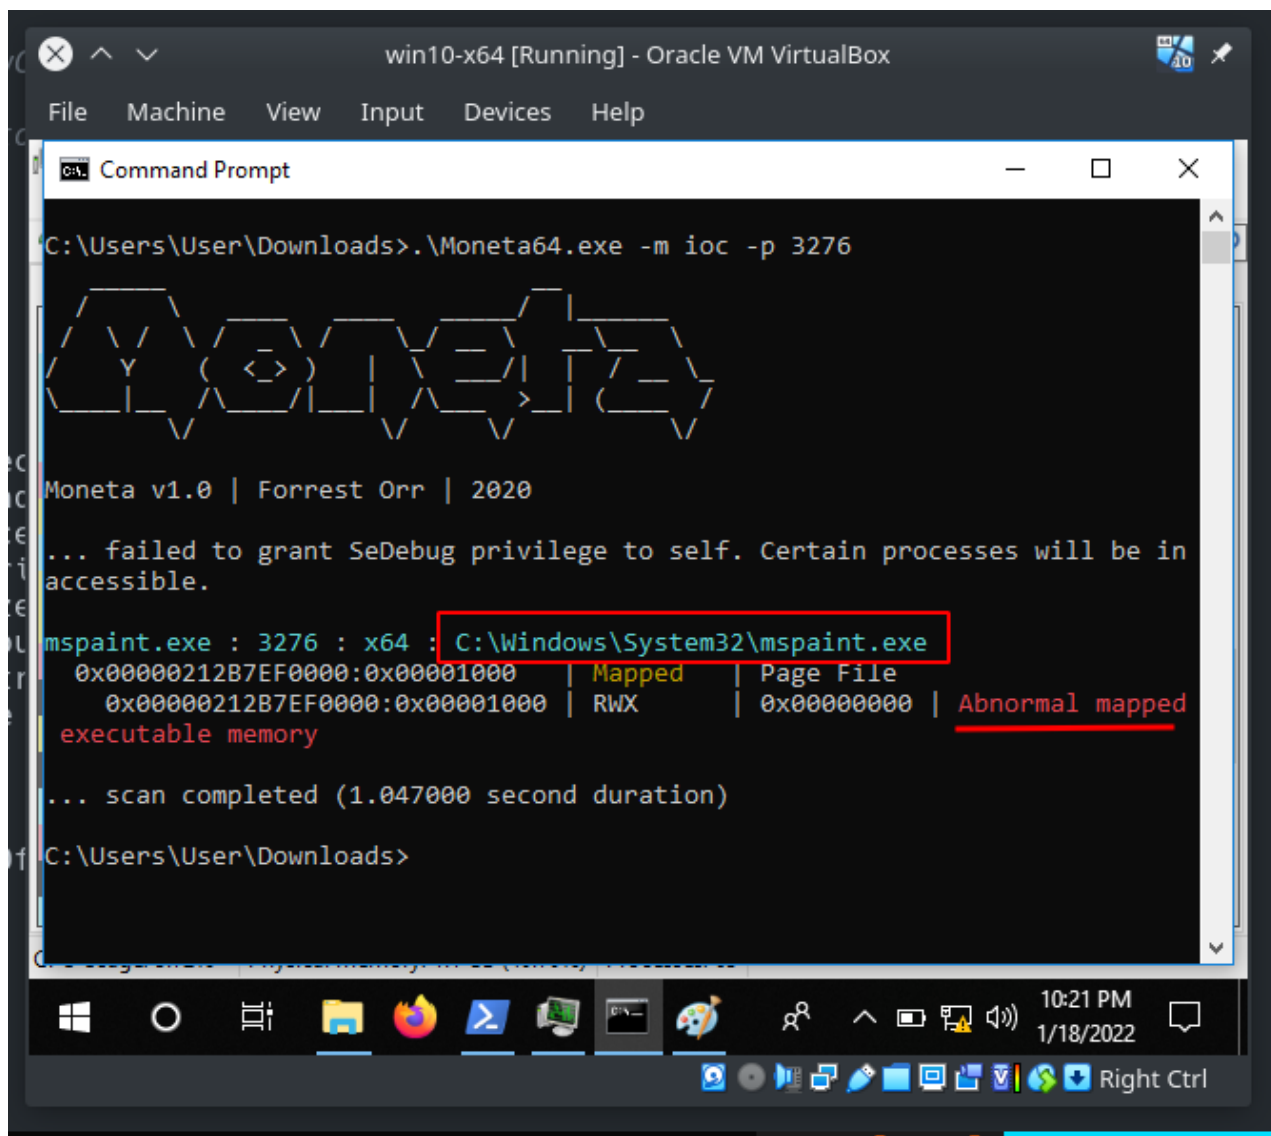 win10-x64 [Running] - Oracle VM VirtualBox
File Machine View Input Devices Help
Command Prompt
C:\Users\User\Downloads>.\Moneta64.exe -m ioc -p 3276
Moneta
Moneta v1.0 | Forrest Orr | 2020
... failed to grant SeDebug privilege to self. Certain processes will be in
accessible.
mspaint.exe : 3276 : x64 : C:\Windows\System32\mspaint.exe
0x00000212B7EF0000:0x00001000 | Mapped | Page File
0x00000212B7EF0000:0x00001000 | RWX | 0x00000000 | Abnormal mapped
executable memory
... scan completed (1.047000 second duration)
C:\Users\User\Downloads>
10:21 PM
1/18/2022
Right Ctrl